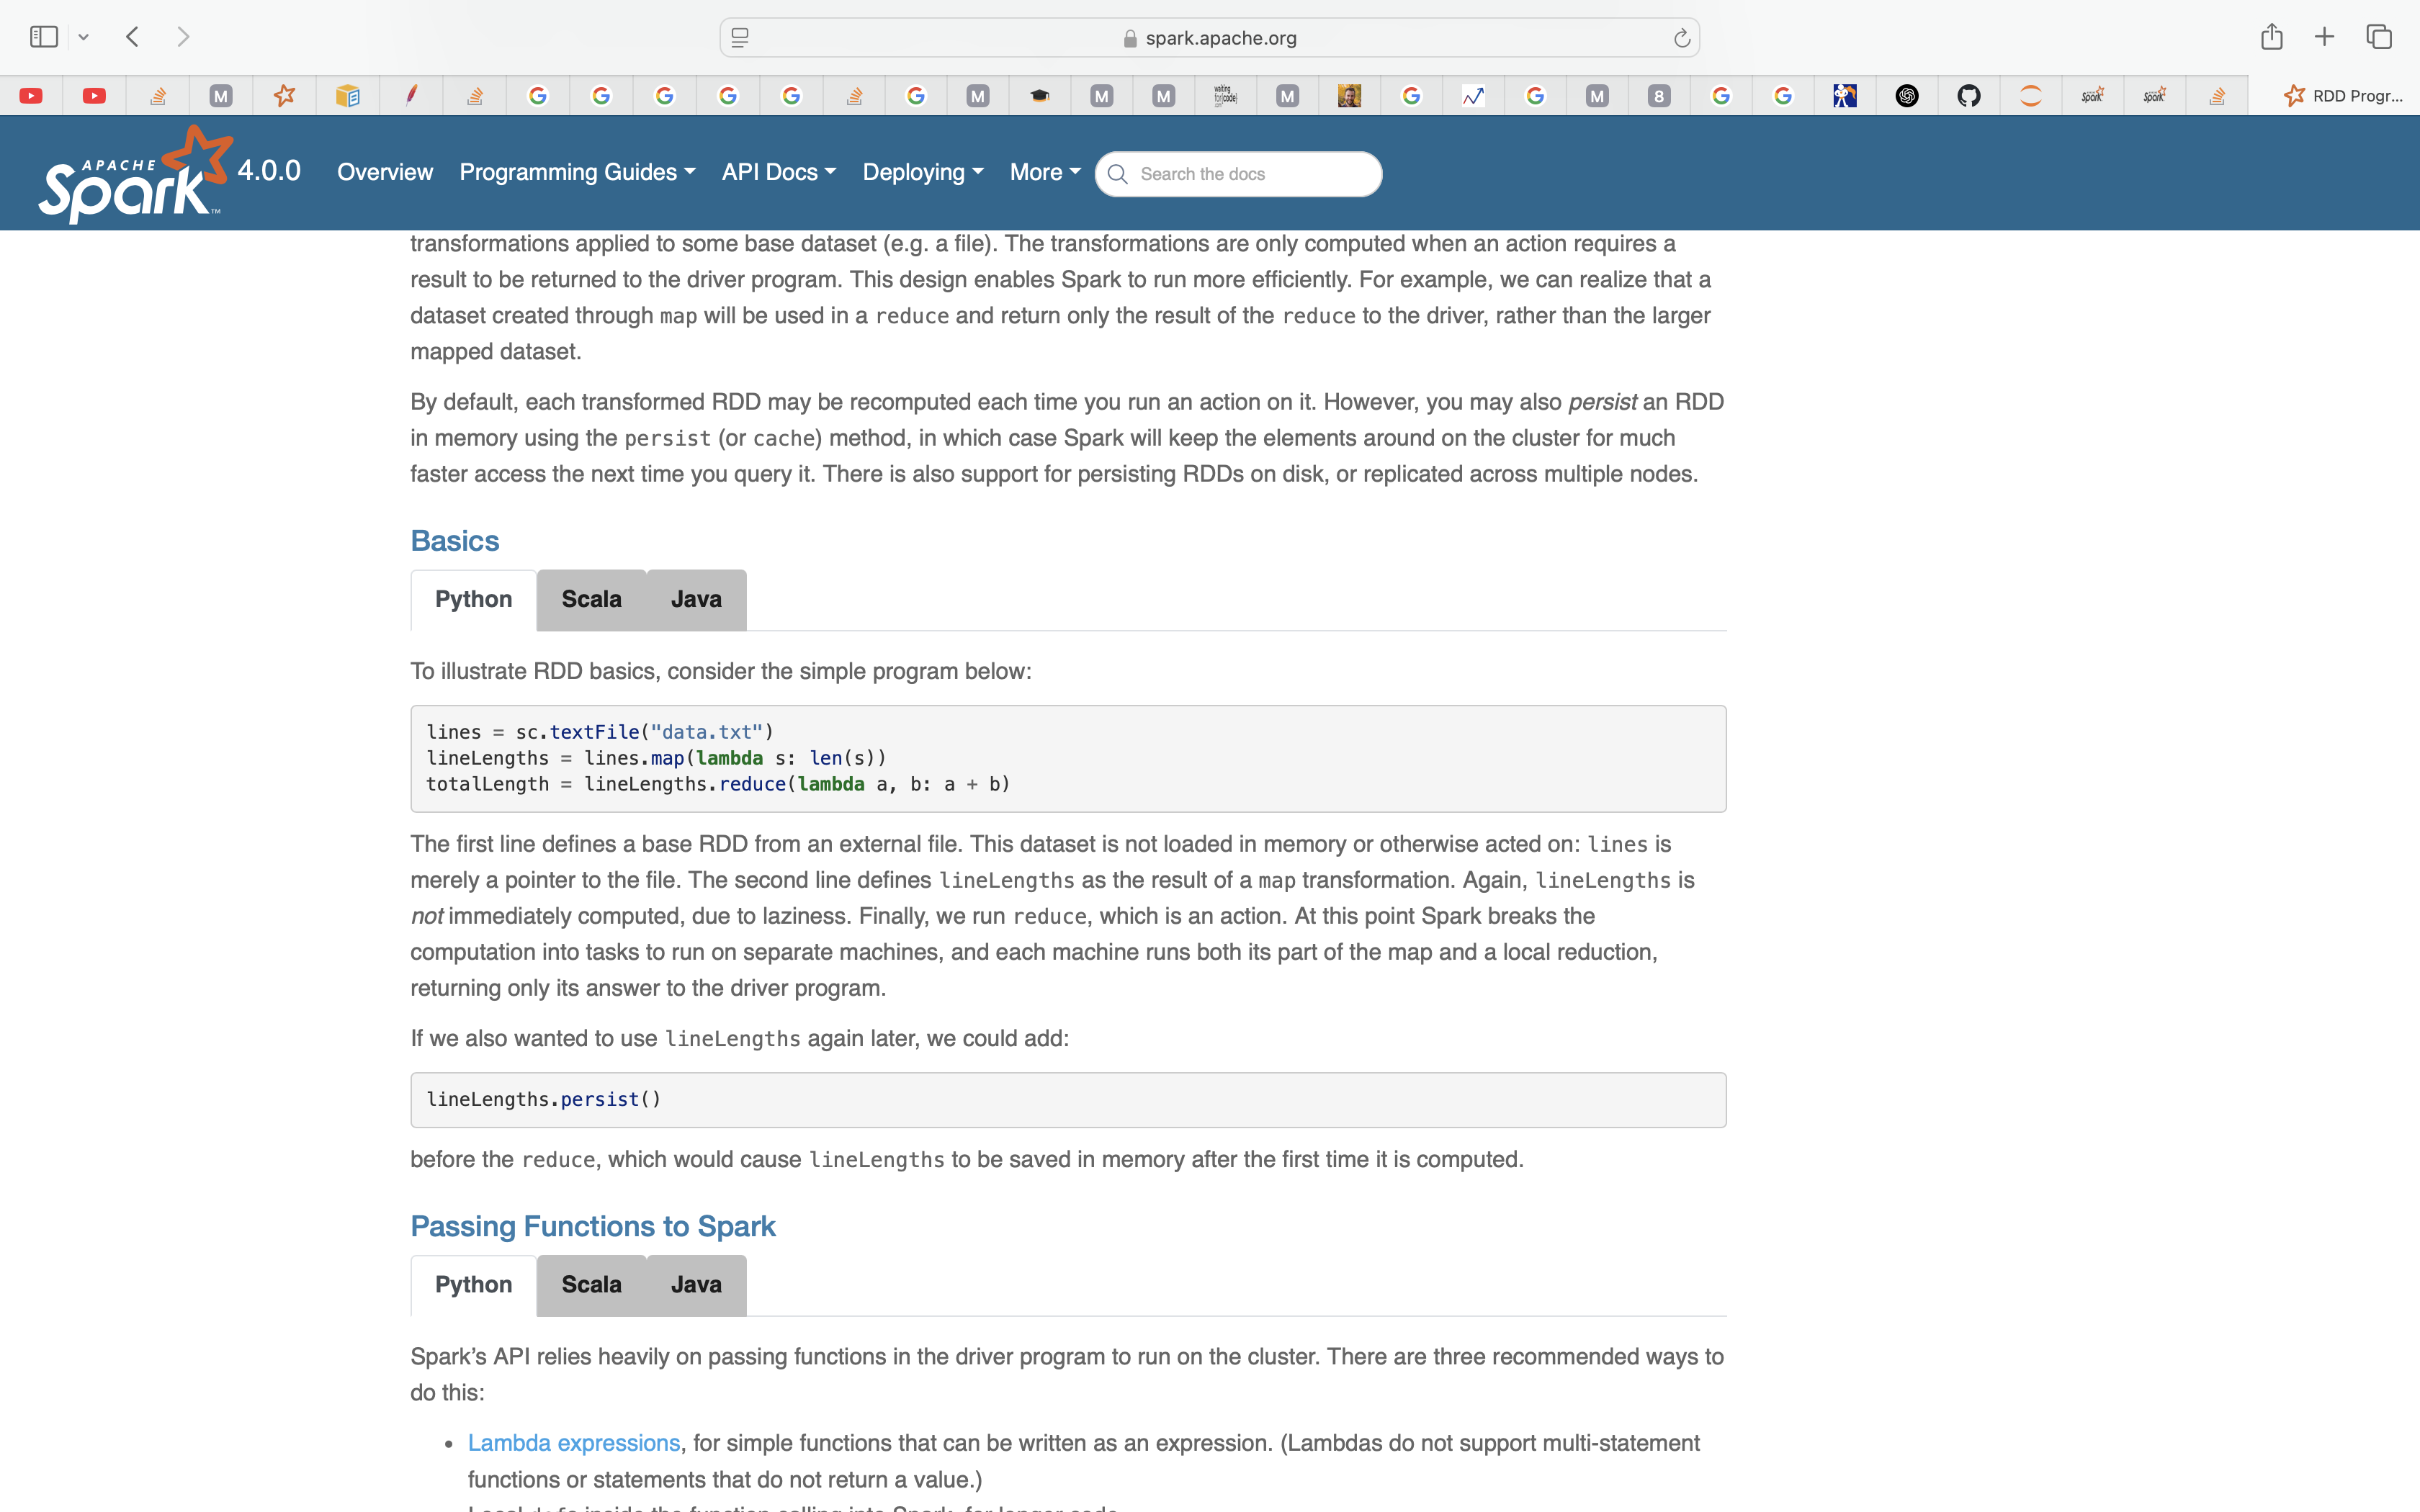 spark.apache.org
RDD Progr...
APACHE
Spark™
4.0.0
Overview
Programming Guides
API Docs
Deploying
More
Search the docs
transformations applied to some base dataset (e.g. a file). The transformations are only computed when an action requires a
result to be returned to the driver program. This design enables Spark to run more efficiently. For example, we can realize that a
dataset created through map will be used in a reduce and return only the result of the reduce to the driver, rather than the larger
mapped dataset.
By default, each transformed RDD may be recomputed each time you run an action on it. However, you may also persist an RDD
in memory using the persist (or cache) method, in which case Spark will keep the elements around on the cluster for much
faster access the next time you query it. There is also support for persisting RDDs on disk, or replicated across multiple nodes.
Basics
Python Scala Java
To illustrate RDD basics, consider the simple program below:
lines = sc.textFile("data.txt")
lineLengths = lines.map(lambda s: len(s))
totalLength = lineLengths.reduce(lambda a, b: a + b)
The first line defines a base RDD from an external file. This dataset is not loaded in memory or otherwise acted on: lines is
merely a pointer to the file. The second line defines lineLengths as the result of a map transformation. Again, lineLengths is
not immediately computed, due to laziness. Finally, we run reduce, which is an action. At this point Spark breaks the
computation into tasks to run on separate machines, and each machine runs both its part of the map and a local reduction,
returning only its answer to the driver program.
If we also wanted to use lineLengths again later, we could add:
lineLengths.persist()
before the reduce, which would cause lineLengths to be saved in memory after the first time it is computed.
Passing Functions to Spark
Python Scala Java
Spark’s API relies heavily on passing functions in the driver program to run on the cluster. There are three recommended ways to
do this:
• Lambda expressions, for simple functions that can be written as an expression. (Lambdas do not support multi-statement
functions or statements that do not return a value.)